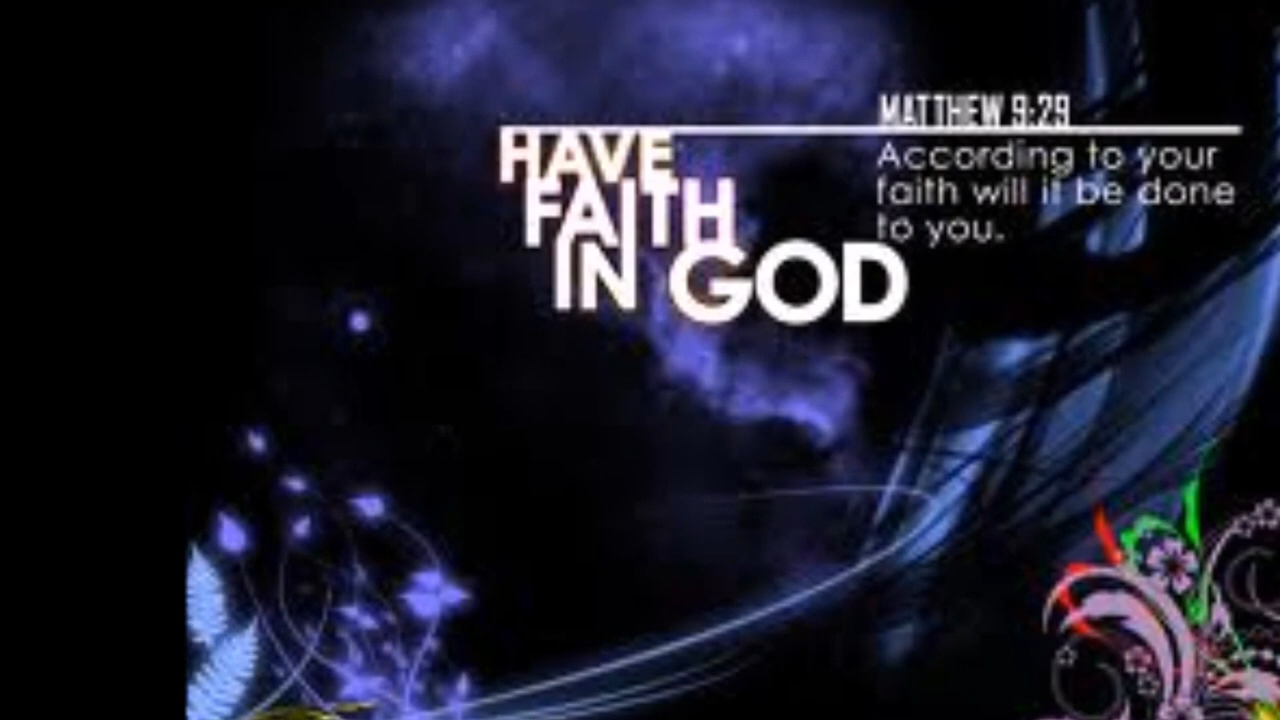 HAVE
FAITH
IN GOD
MATTHEW 9:29
According to your
faith will it be done
to you.